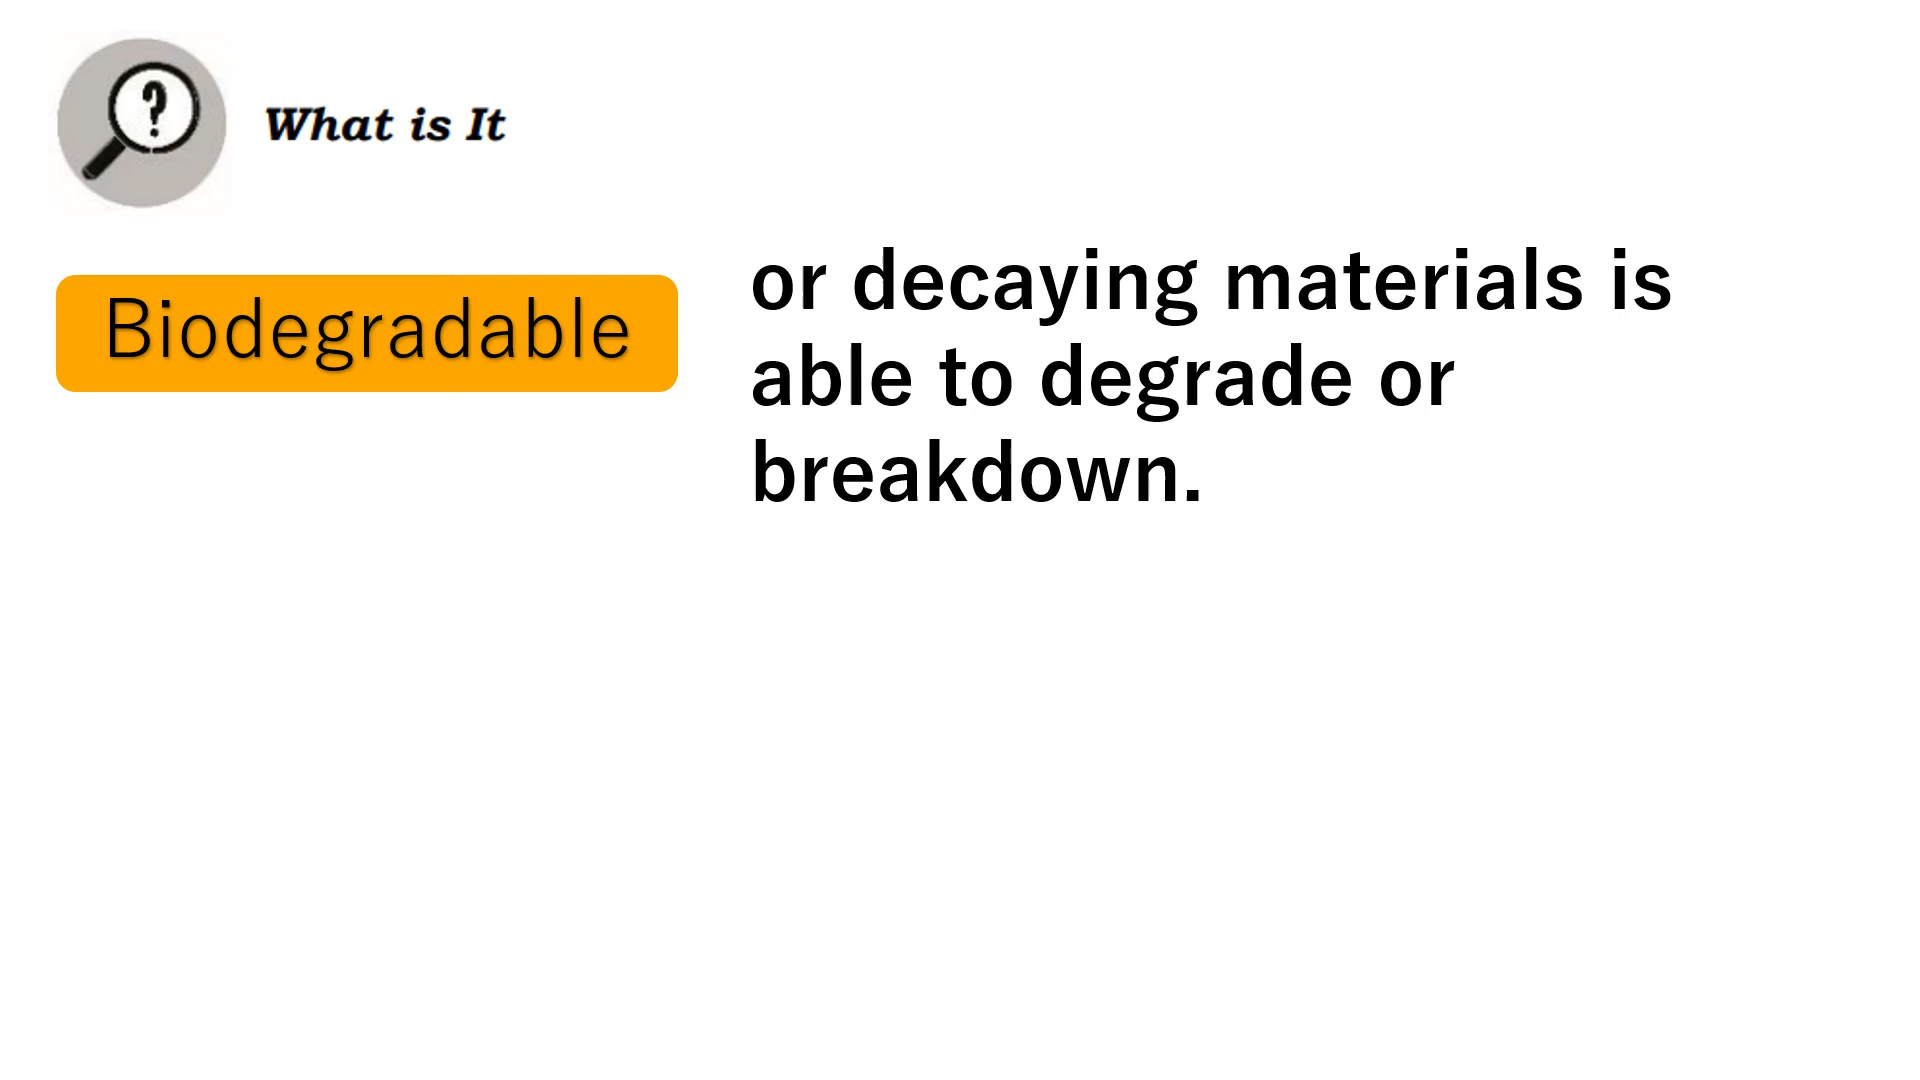 ?
What is It
Biodegradable
or decaying materials is
able to degrade or
breakdown.